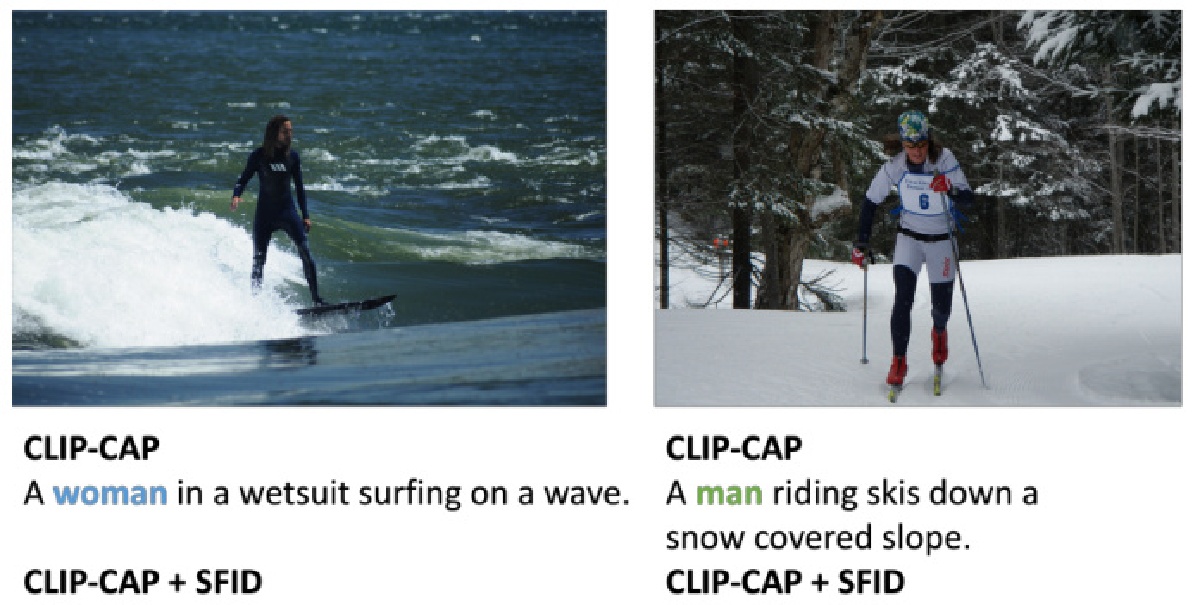 6
CLIP-CAP
A woman in a wetsuit surfing on a wave.
CLIP-CAP + SFID
CLIP-CAP
A man riding skis down a
snow covered slope.
CLIP-CAP + SFID